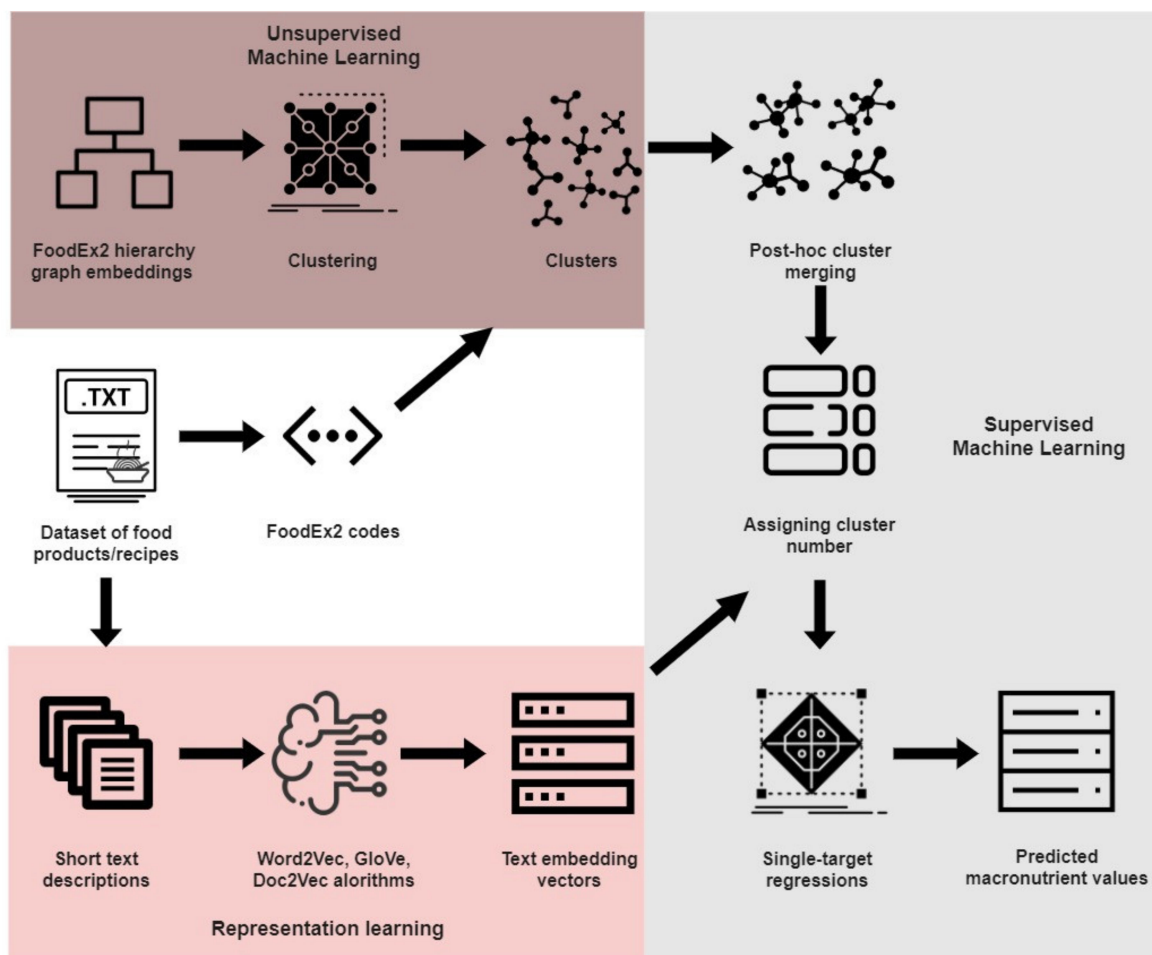 Unsupervised
Machine Learning
FoodEx2 hierarchy
graph embeddings
Clustering
Clusters
Post-hoc cluster
merging
.TXT
Dataset of food
products/recipes
FoodEx2 codes
Assigning cluster
number
Supervised
Machine Learning
Short text
descriptions
Word2Vec, GloVe,
Doc2Vec alorithms
Text embedding
vectors
Single-target
regressions
Predicted
macronutrient values
Representation learning